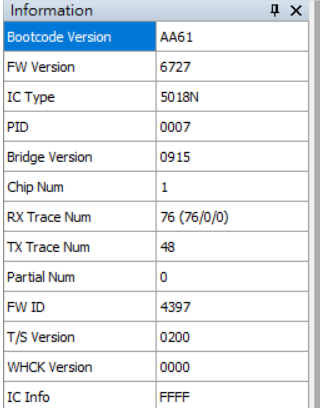 Information
Bootcode Version AA61
FW Version 6727
IC Type 5018N
PID 0007
Bridge Version 0915
Chip Num 1
RX Trace Num 76 (76/0/0)
TX Trace Num 48
Partial Num 0
FW ID 4397
T/S Version 0200
WHCK Version 0000
IC Info FFFF